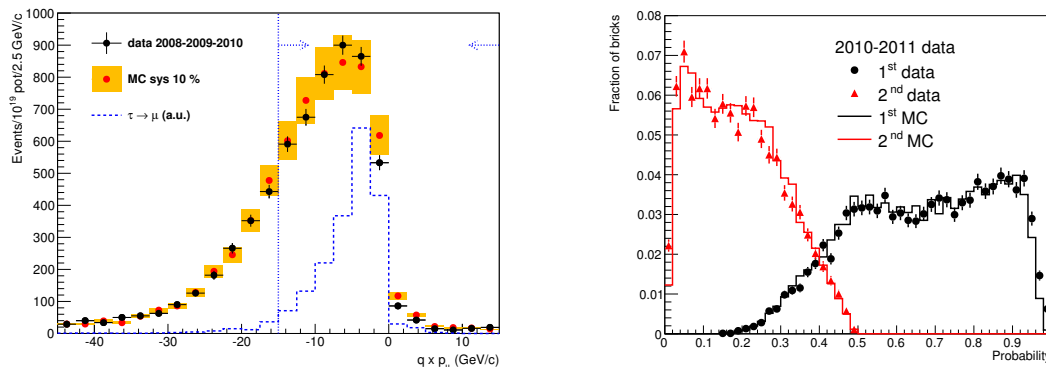 Events/10^19 pot/2.5 GeV/c
900
800
700
600
500
400
300
200
100
0
data 2008-2009-2010
MC sys 10 %
τ → μ (a.u.)
-40
-30
-20
-10
0
10
q x p_μ (GeV/c)
Fraction of bricks
0.08
0.07
0.06
0.05
0.04
0.03
0.02
0.01
0
2010-2011 data
1st data
2nd data
1st MC
2nd MC
0
0.1
0.2
0.3
0.4
0.5
0.6
0.7
0.8
0.9
Probability